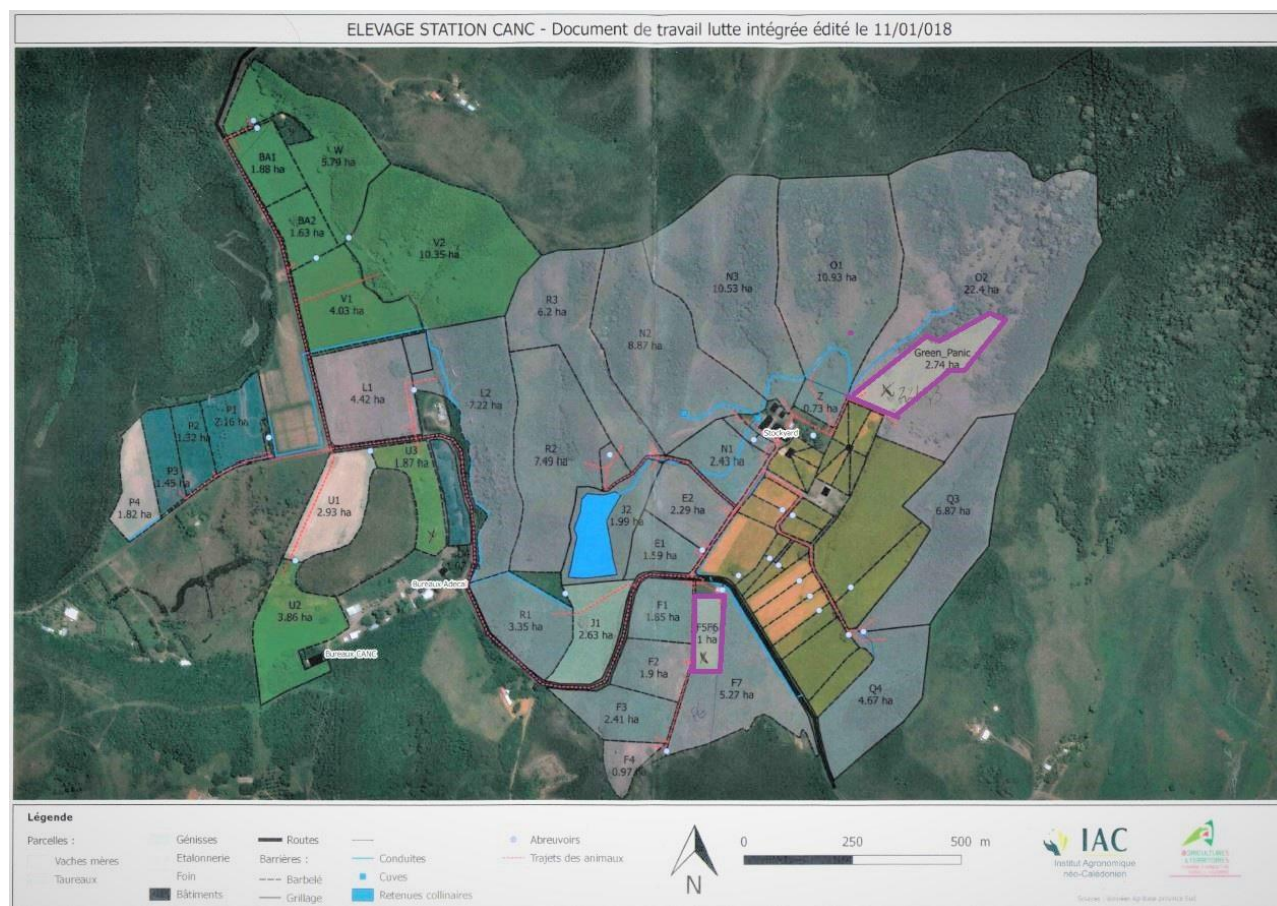 ELEVAGE STATION CANC - Document de travail lutte intégrée édité le 11/01/018
BA1
1.88 ha
W
5.79 ha
BA2
1.63 ha
V2
10.35 ha
V1
4.03 ha
R3
6.2 ha
N2
8.87 ha
N3
10.53 ha
O1
10.93 ha
O2
22.4 ha
Green_Panic
2.74 ha
L1
4.42 ha
L2
7.22 ha
Z
0.73 ha
Stockyard
P1
2.16 ha
P2
1.32 ha
P3
1.45 ha
P4
1.82 ha
U3
1.87 ha
U1
2.93 ha
R2
7.49 ha
N1
2.43 ha
J2
1.99 ha
E2
2.29 ha
Q3
6.87 ha
E1
1.59 ha
Bureaux Adecal
U2
3.86 ha
R1
3.35 ha
J1
2.63 ha
F1
1.85 ha
F5F6
1 ha
X
Bureaux CANC
F2
1.9 ha
F7
5.27 ha
Q4
4.67 ha
F3
2.41 ha
F6
F4
0.97
Légende
Parcelles :
Vaches mères
Taureaux
Génisses
Etalonnerie
Foin
Bâtiments
Routes
Barrières :
Barbelé
Grillage
Conduites
Cuves
Retenues collinaires
Abreuvoirs
Trajets des animaux
N
0 250 500 m
IAC
Institut Agronomique
néo-Calédonien
AGRICULTURES
& TERRITOIRES